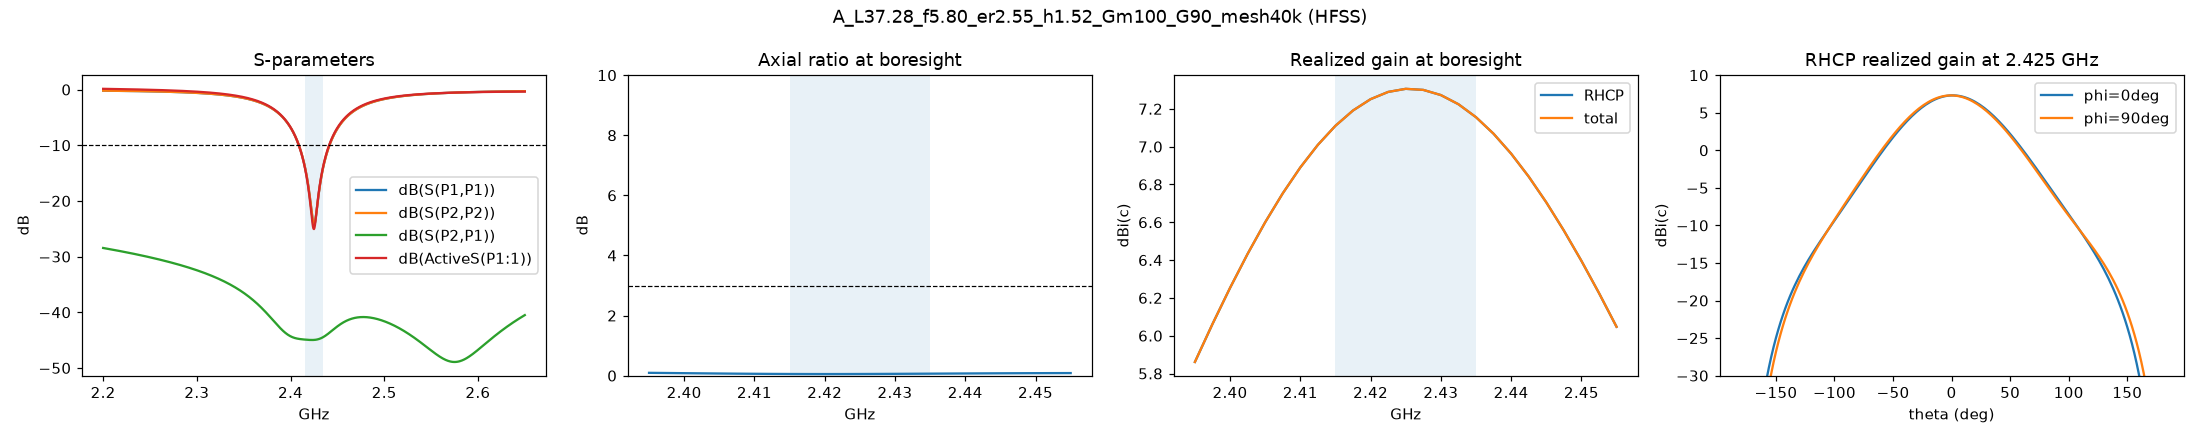 A_L37.28_f5.80_er2.55_h1.52_Gm100_G90_mesh40k (HFSS)
S-parameters
0
−10
−20
−30
−40
−50
dB
2.2 2.3 2.4 2.5 2.6
GHz
dB(S(P1,P1))
dB(S(P2,P2))
dB(S(P2,P1))
dB(ActiveS(P1:1))
Axial ratio at boresight
10
8
6
4
2
0
dB
2.40 2.41 2.42 2.43 2.44 2.45
GHz
Realized gain at boresight
7.2
7.0
6.8
6.6
6.4
6.2
6.0
5.8
dBi(c)
2.40 2.41 2.42 2.43 2.44 2.45
GHz
RHCP
total
RHCP realized gain at 2.425 GHz
10
5
0
−5
−10
−15
−20
−25
−30
dBi(c)
−150 −100 −50 0 50 100 150
theta (deg)
phi=0deg
phi=90deg